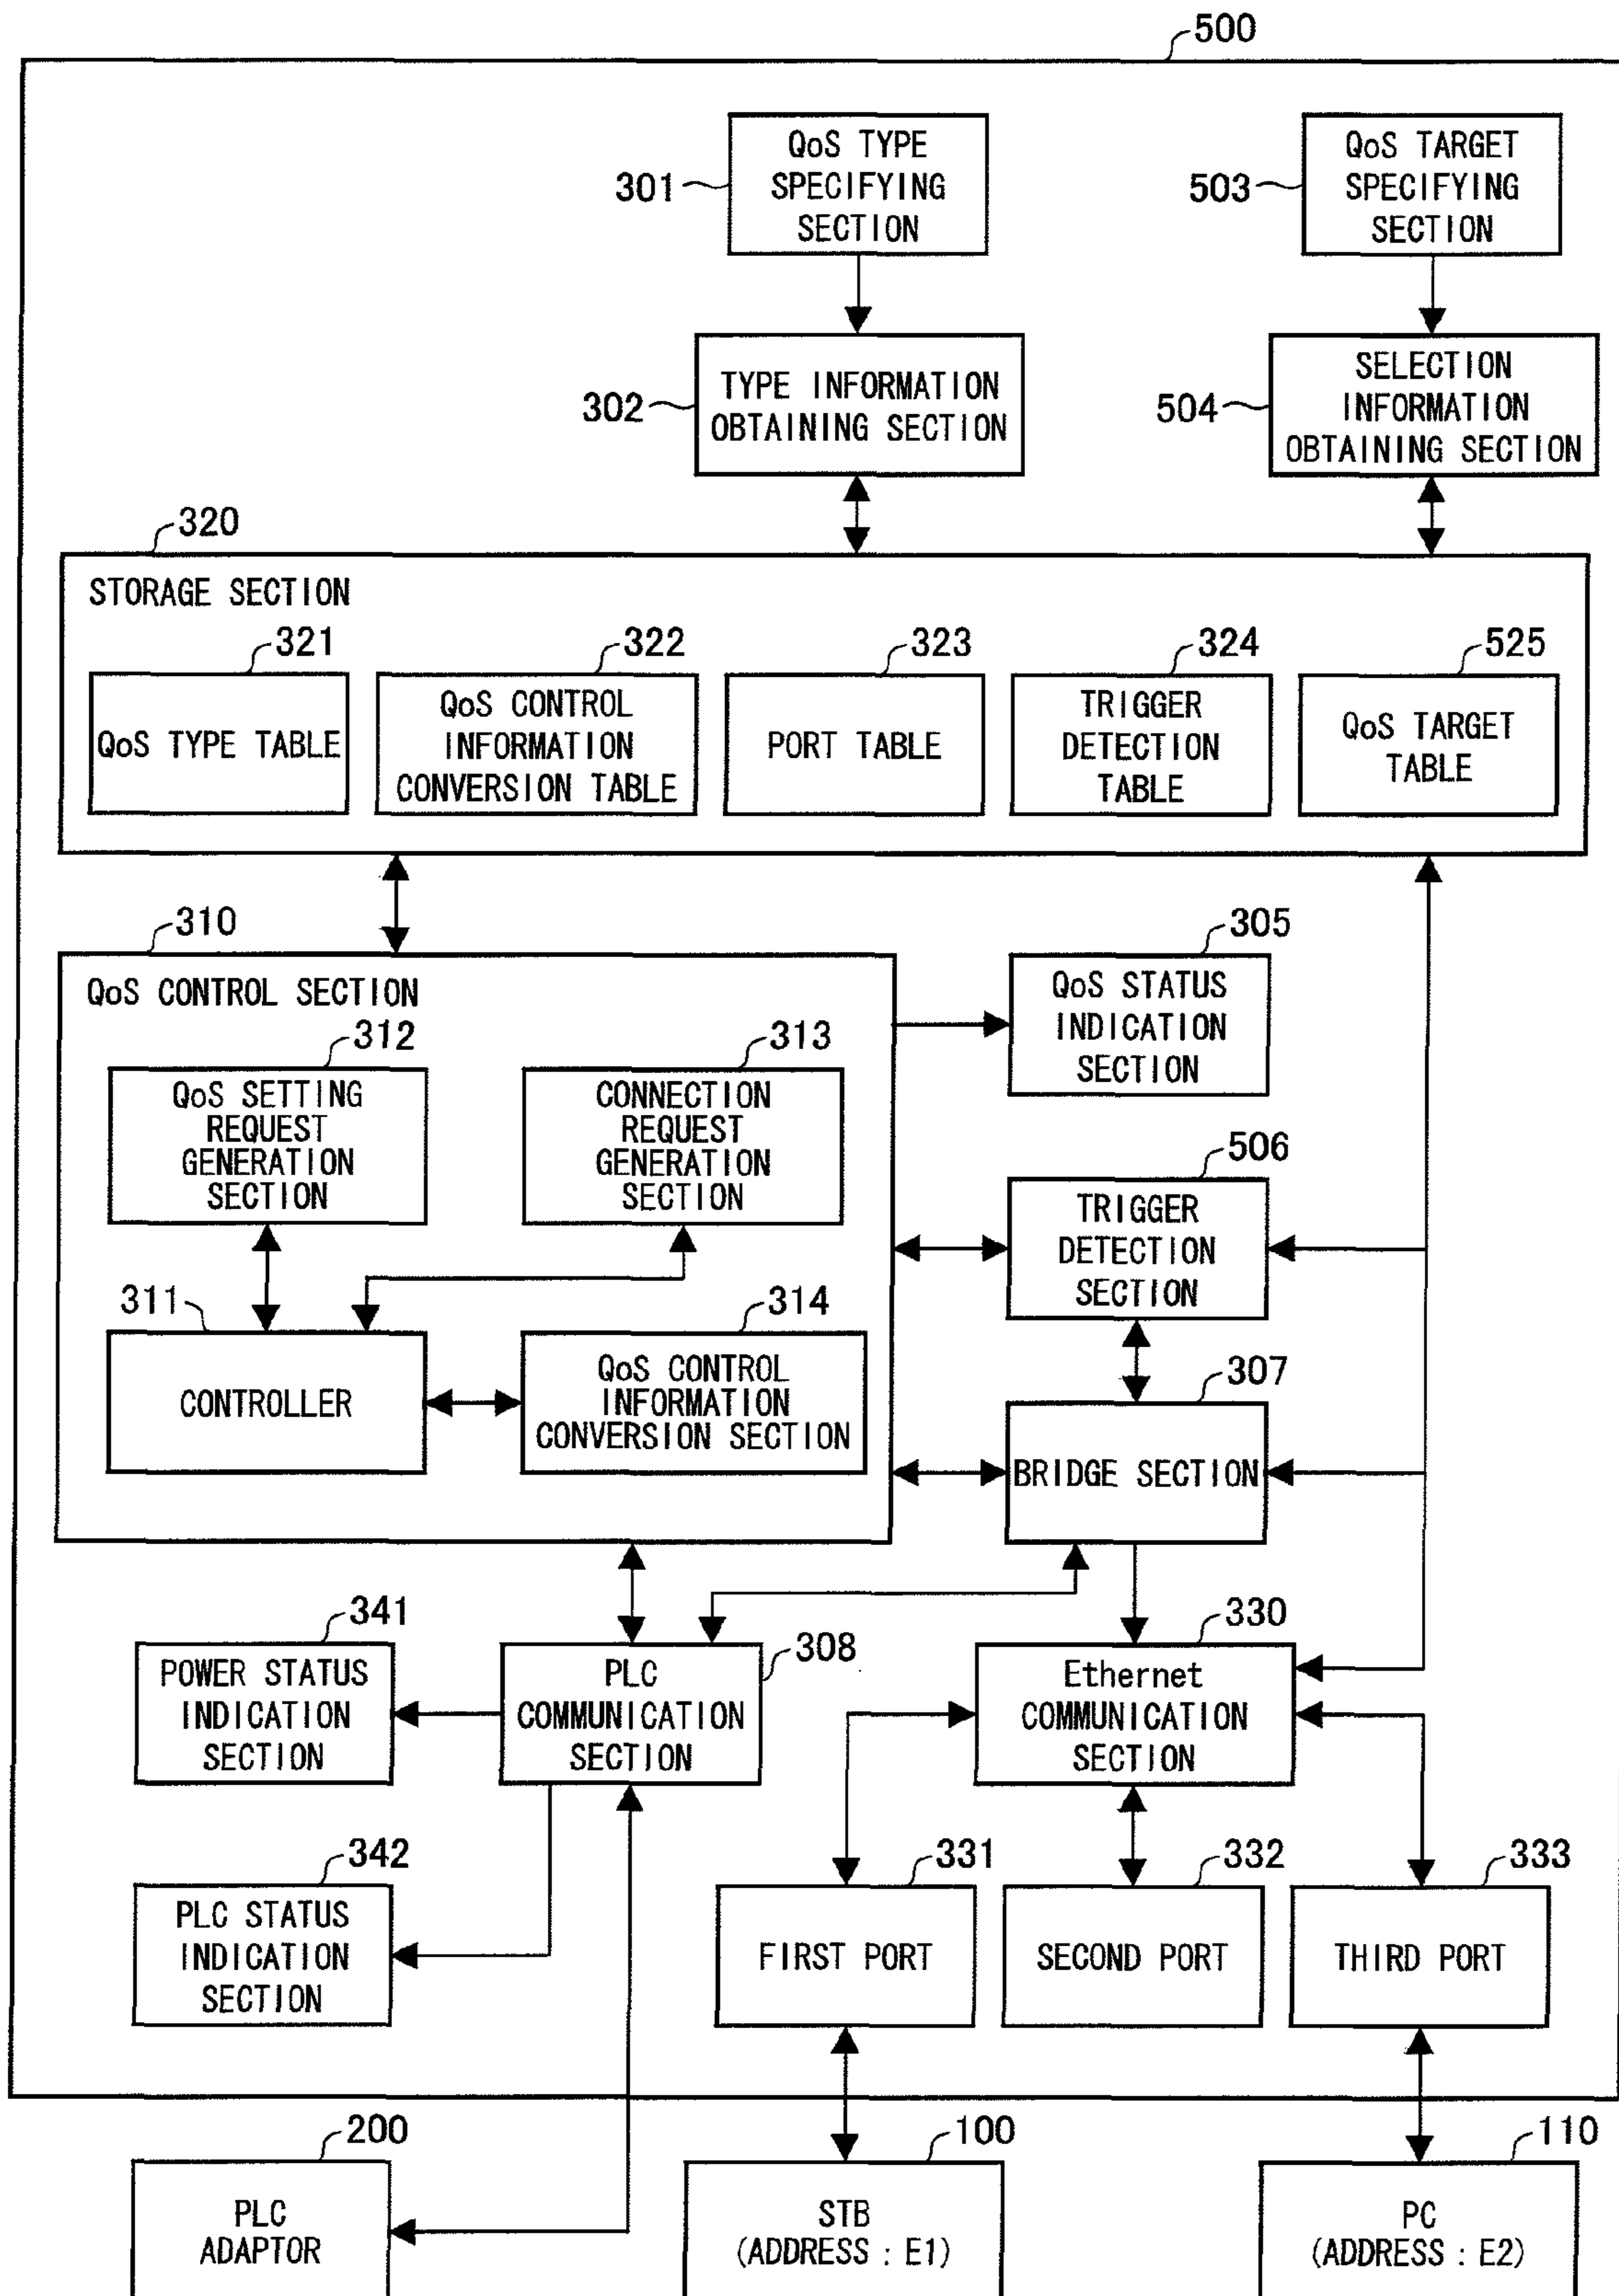 500
QoS TYPE
SPECIFYING
SECTION
301
QoS TARGET
SPECIFYING
SECTION
503
TYPE INFORMATION
OBTAINING SECTION
302
SELECTION
INFORMATION
OBTAINING SECTION
504
320
STORAGE SECTION
321
QoS TYPE TABLE
322
QoS CONTROL
INFORMATION
CONVERSION TABLE
323
PORT TABLE
324
TRIGGER
DETECTION
TABLE
525
QoS TARGET
TABLE
310
QoS CONTROL SECTION
312
QoS SETTING
REQUEST
GENERATION
SECTION
313
CONNECTION
REQUEST
GENERATION
SECTION
311
CONTROLLER
314
QoS CONTROL
INFORMATION
CONVERSION SECTION
305
QoS STATUS
INDICATION
SECTION
506
TRIGGER
DETECTION
SECTION
307
BRIDGE SECTION
341
POWER STATUS
INDICATION
SECTION
308
PLC
COMMUNICATION
SECTION
330
Ethernet
COMMUNICATION
SECTION
342
PLC STATUS
INDICATION
SECTION
331
FIRST PORT
332
SECOND PORT
333
THIRD PORT
200
PLC
ADAPTOR
100
STB
(ADDRESS : E1)
110
PC
(ADDRESS : E2)